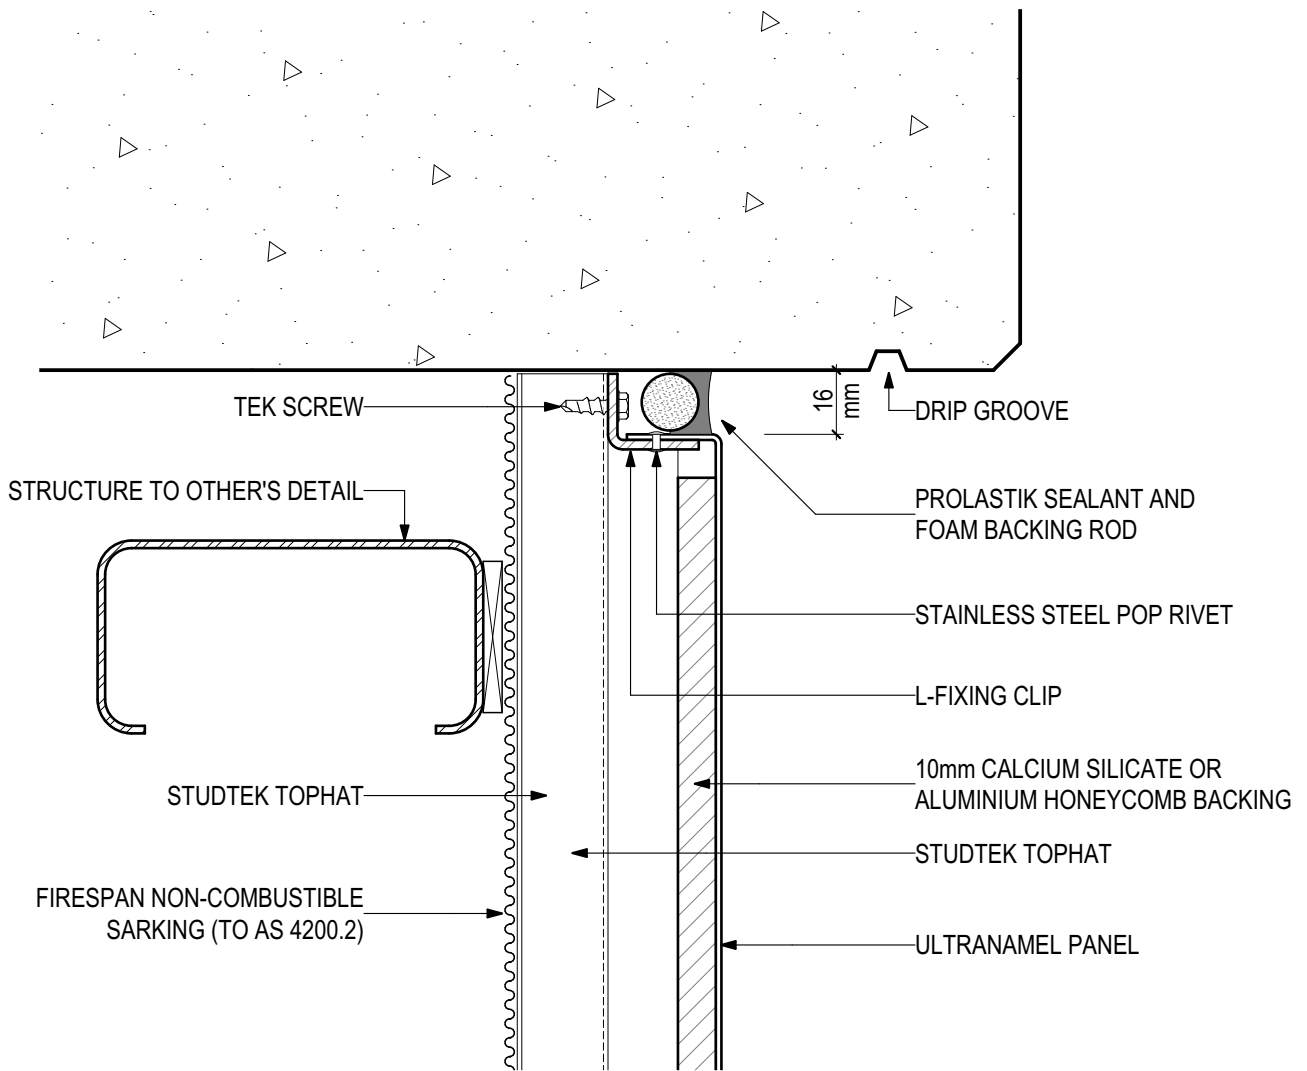 TEK SCREW
16
mm
DRIP GROOVE
STRUCTURE TO OTHER'S DETAIL
PROLASTIK SEALANT AND
FOAM BACKING ROD
STAINLESS STEEL POP RIVET
L-FIXING CLIP
10mm CALCIUM SILICATE OR
ALUMINIUM HONEYCOMB BACKING
STUDTEK TOPHAT
STUDTEK TOPHAT
FIRESPAN NON-COMBUSTIBLE
SARKING (TO AS 4200.2)
ULTRANAMEL PANEL